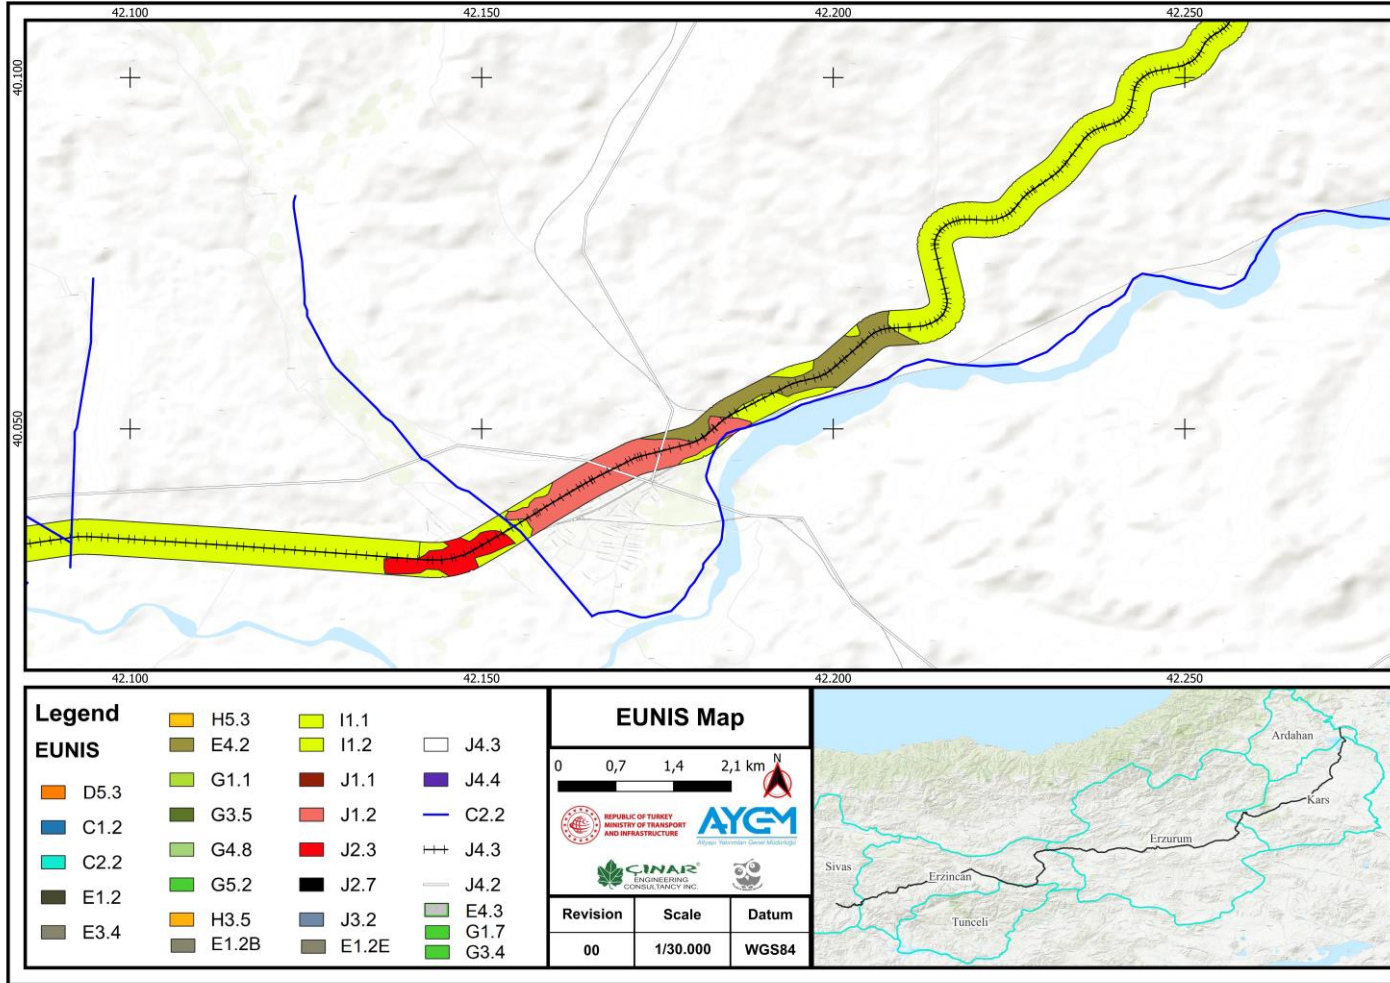 42.100 42.150 42.200 42.250
40.100
40.050
42.100 42.150 42.200 42.250
Legend
EUNIS
D5.3
C1.2
C2.2
E1.2
E3.4
H5.3
E4.2
G1.1
G3.5
G4.8
G5.2
H3.5
E1.2B
I1.1
I1.2
J1.1
J1.2
J2.3
J2.7
J3.2
E1.2E
J4.3
J4.4
C2.2
J4.3
J4.2
E4.3
G1.7
G3.4
EUNIS Map
0 0,7 1,4 2,1 km
N
REPUBLIC OF TURKEY
MINISTRY OF TRANSPORT
AND INFRASTRUCTURE
AYGM
Altyapı Yatırımları Genel Müdürlüğü
ÇINAR
ENGINEERING
CONSULTANCY INC.
Revision Scale Datum
00 1/30.000 WGS84
Ardahan
Kars
Erzurum
Sivas
Erzincan
Tunceli